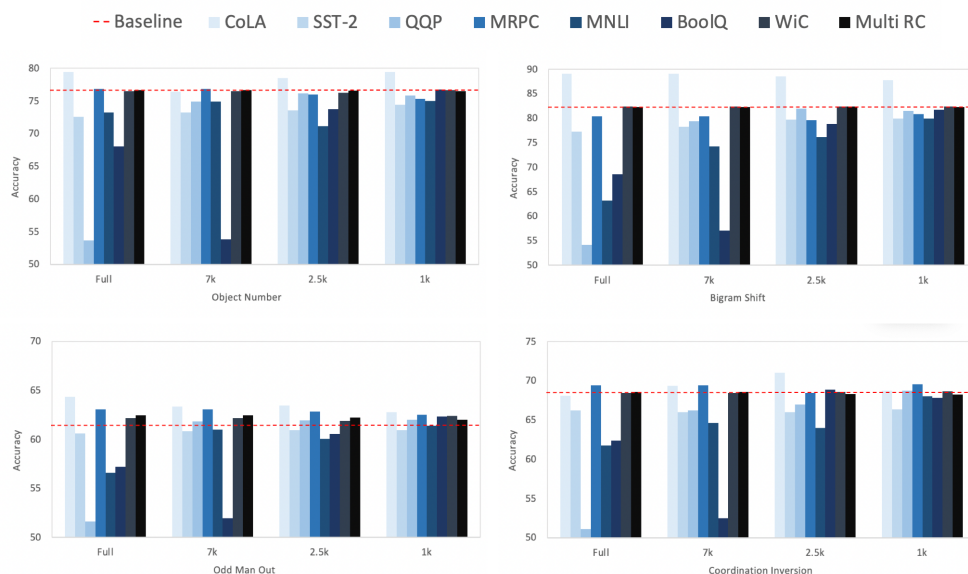 Baseline CoLA SST-2 QQP MRPC MNLI BoolQ WiC Multi RC
80
75
70
65
60
55
50
Accuracy
Full 7k 2.5k 1k
Object Number
90
85
80
75
70
65
60
55
50
Accuracy
Full 7k 2.5k 1k
Bigram Shift
70
65
60
55
50
Accuracy
Full 7k 2.5k 1k
Odd Man Out
75
70
65
60
55
50
Accuracy
Full 7k 2.5k 1k
Coordination Inversion